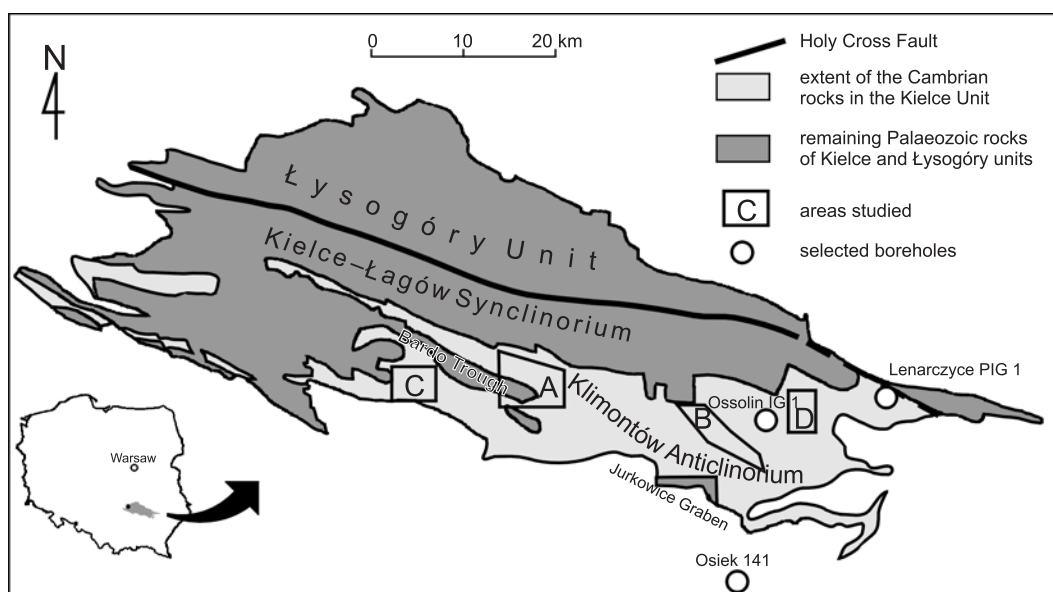 N
0 10 20 km
Holy Cross Fault
extent of the Cambrian
rocks in the Kielce Unit
remaining Palaeozoic rocks
of Kielce and Łysogóry units
C
areas studied
selected boreholes
Łysogóry Unit
Kielce–Łagów Synclinorium
Bardo Trough
C
A
Klimontów Anticlinorium
B
Ossolin IG 1
D
Lenarczyce PIG 1
Jurkowice Graben
Osiek 141
Warsaw